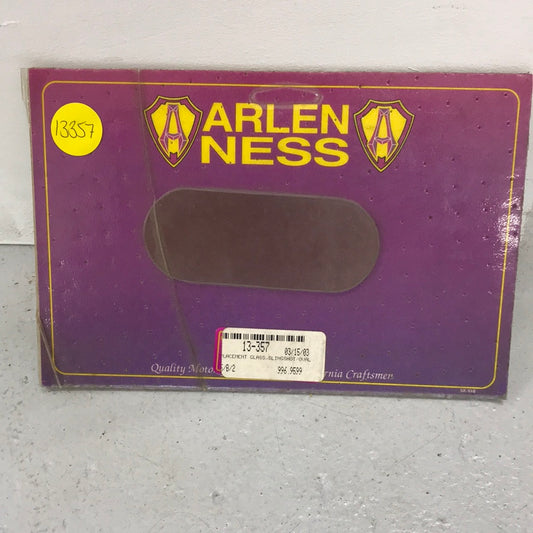 13357
ARLEN
NESS
13-357 03/15/03
PLACEMENT GLASS,SLINGSHOT/OVAL
/B/2 996.9599
Quality Moto rnia Craftsmen